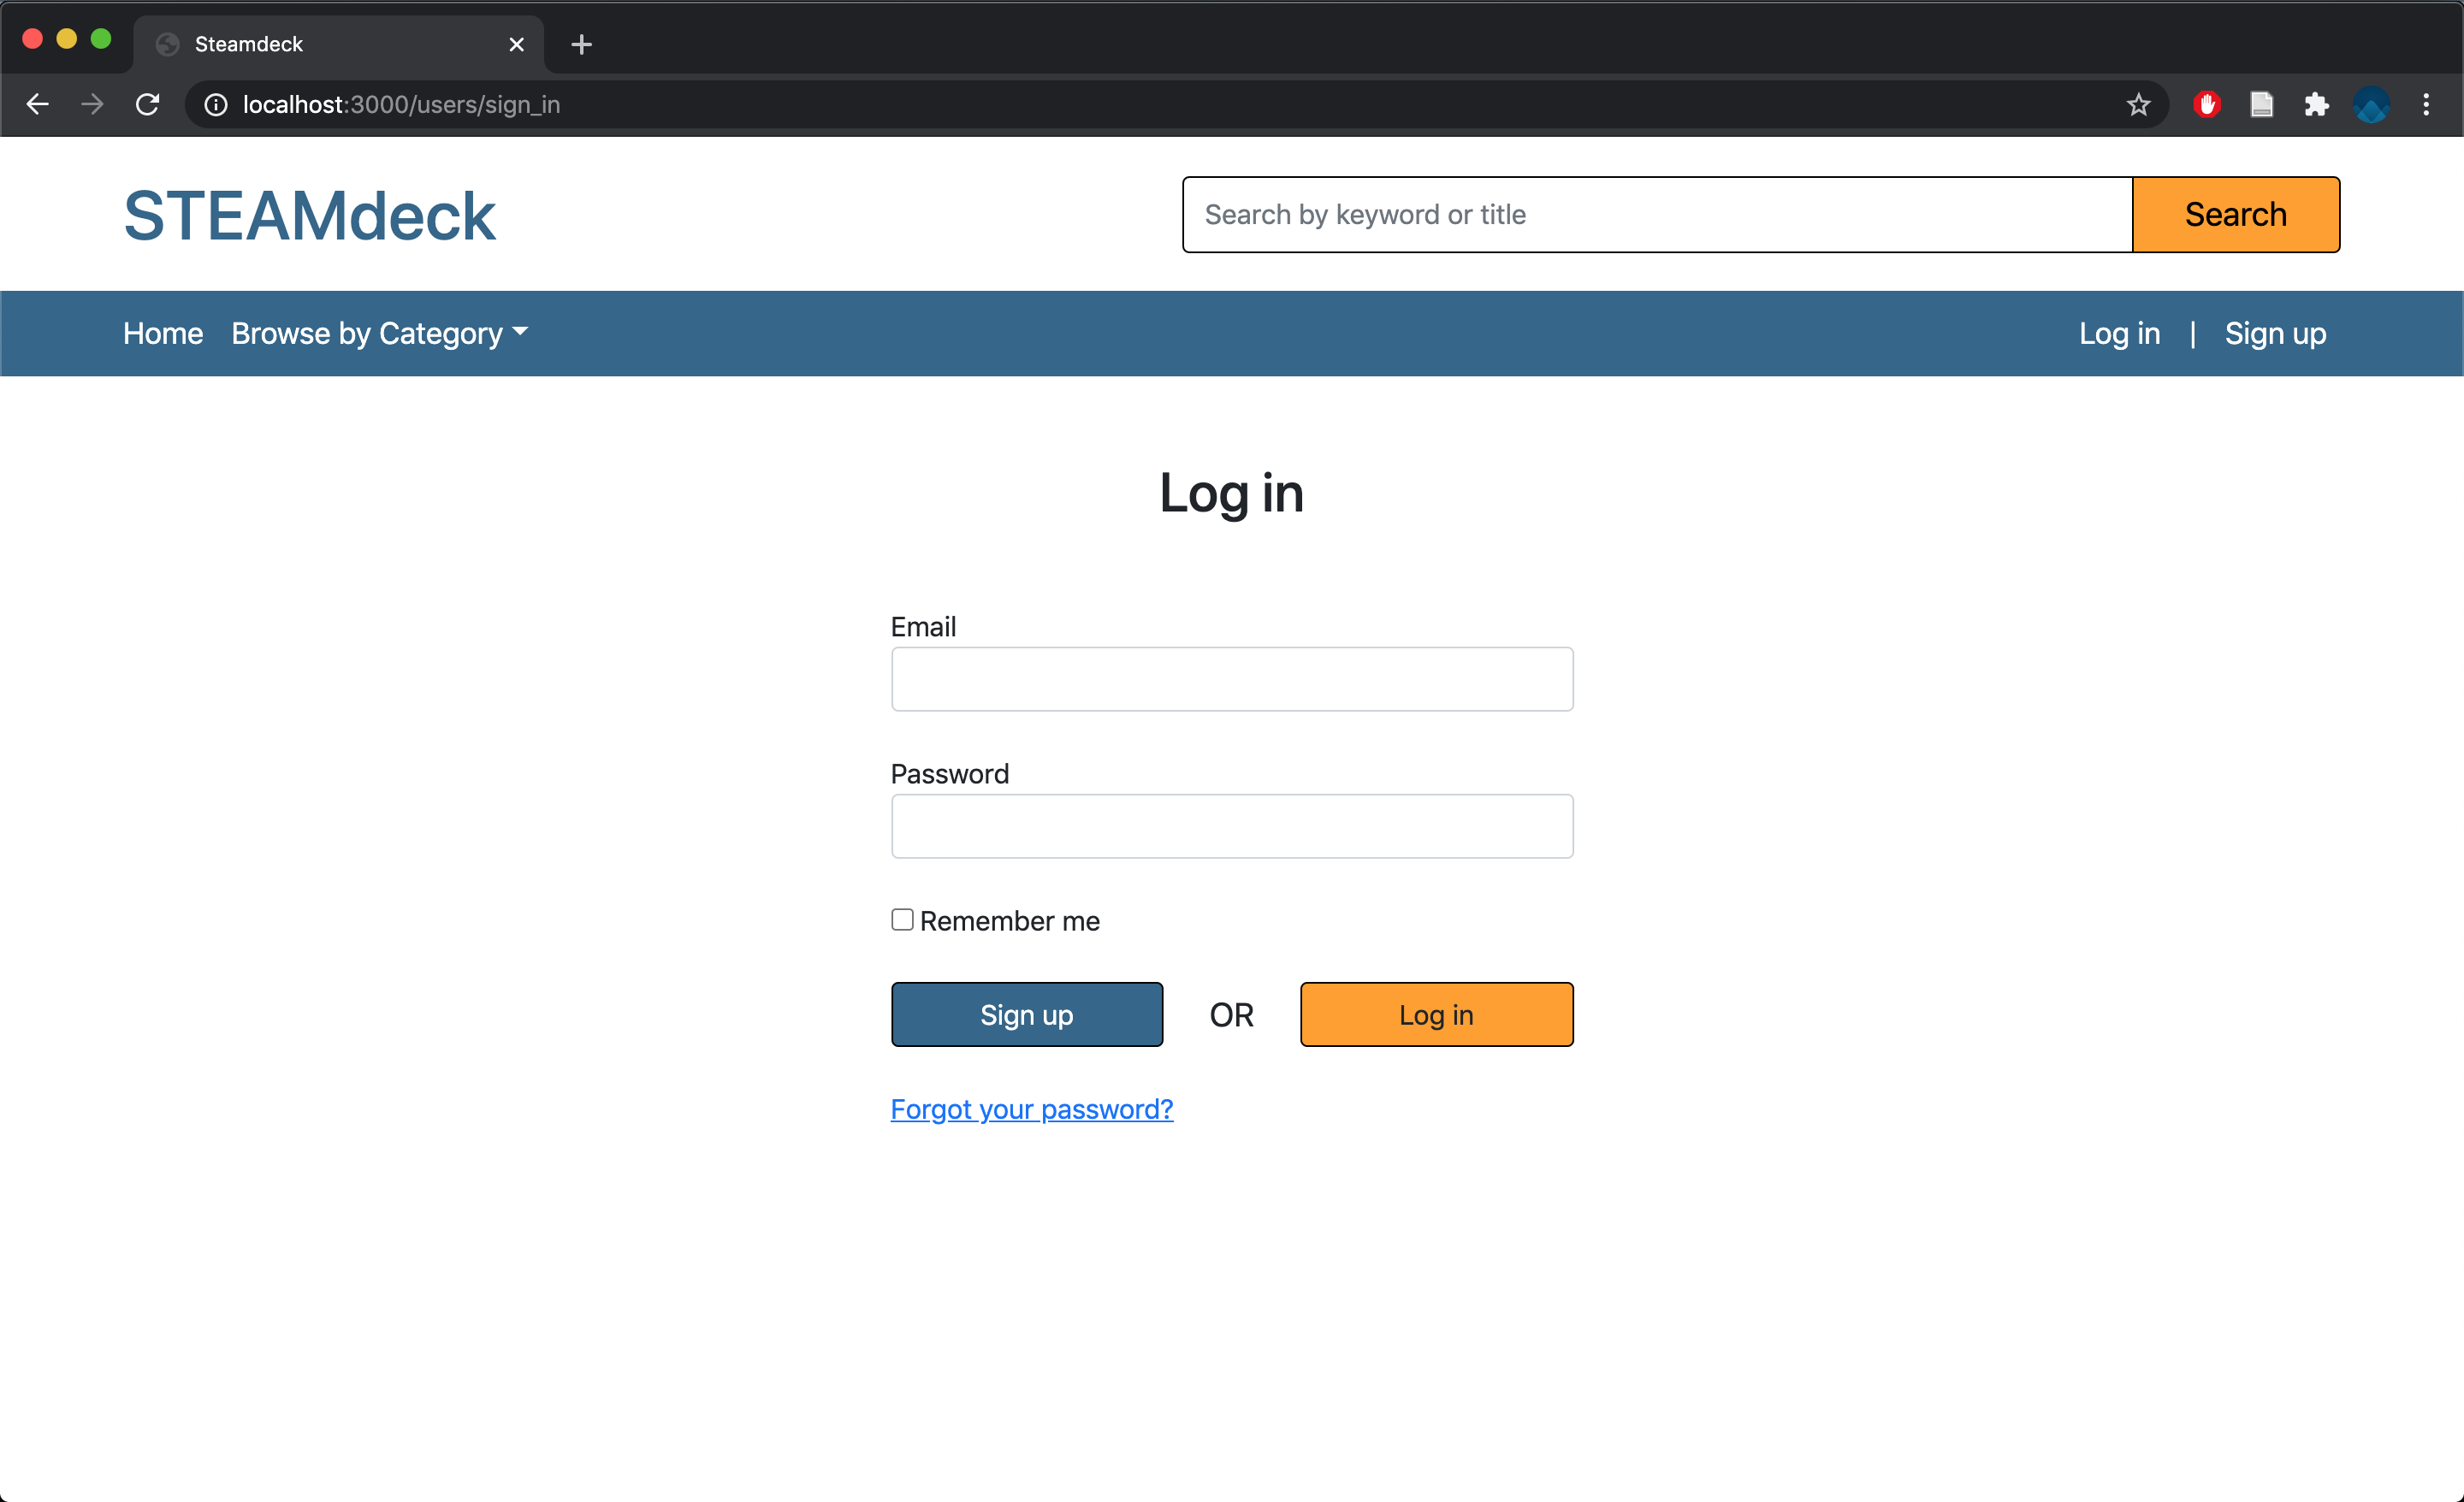 Steamdeck
localhost:3000/users/sign_in
STEAMdeck
Search by keyword or title
Search
Home Browse by Category
Log in | Sign up
Log in
Email
Password
Remember me
Sign up OR Log in
Forgot your password?